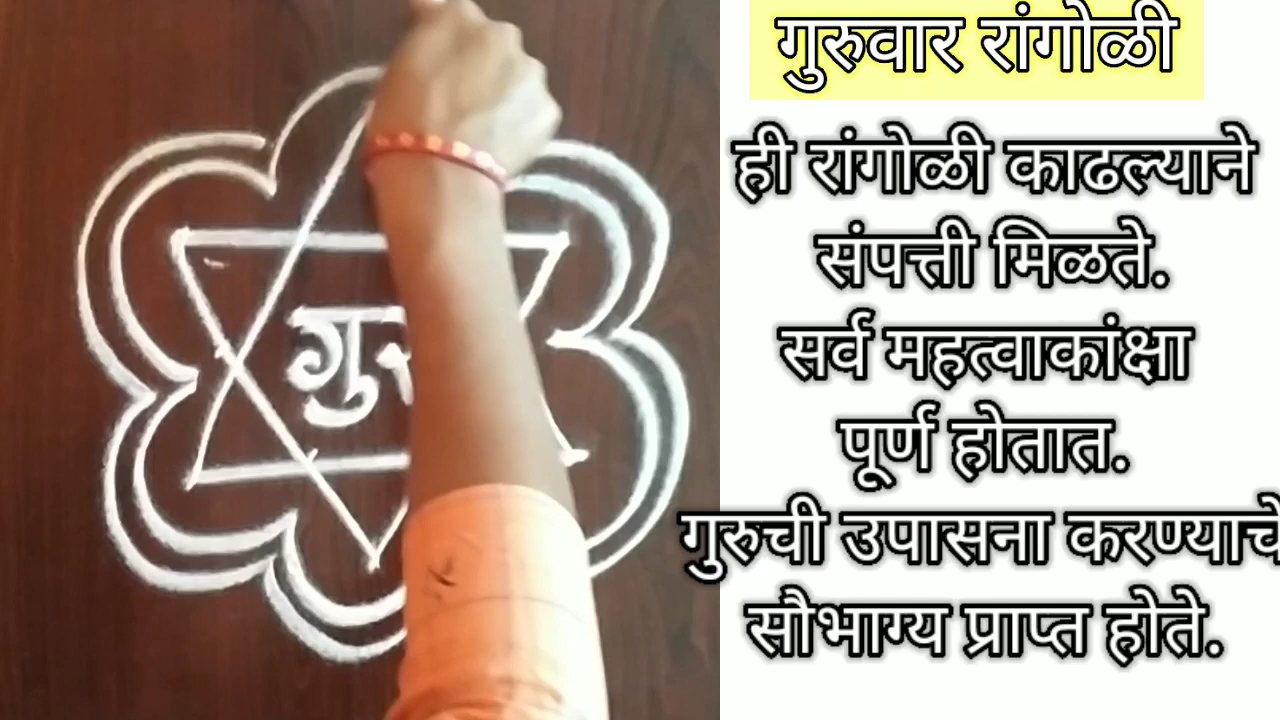 गुरुवार रांगोळी
ही रांगोळी काढल्याने
संपत्ती मिळते.
सर्व महत्वाकांक्षा
पूर्ण होतात.
गुरुची उपासना करण्याचे
सौभाग्य प्राप्त होते.